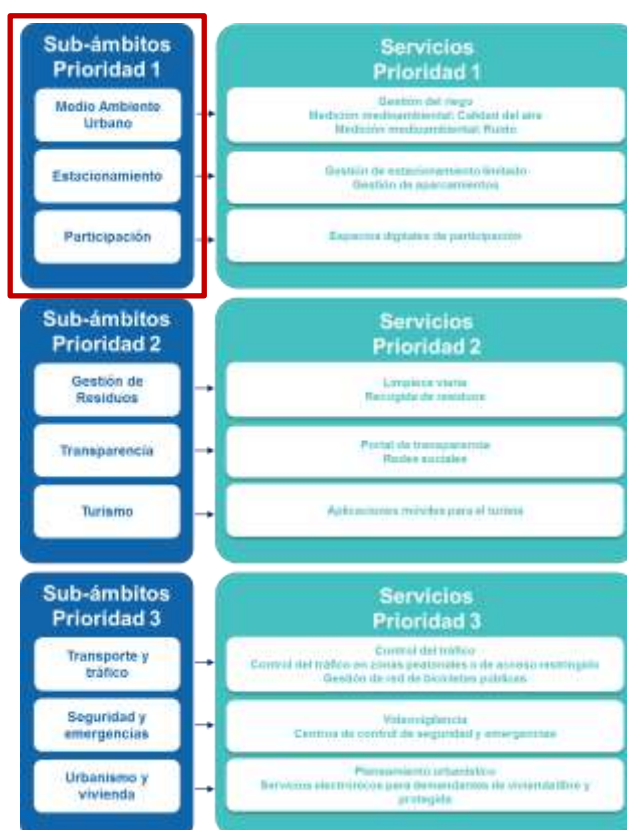 Sub-ámbitos
Prioridad 1
Servicios
Prioridad 1
Medio Ambiente
Urbano
Gestión del riego
Medición medioambiental: Calidad del aire
Medición medioambiental: Ruido
Estacionamiento
Gestión de estacionamiento limitado
Gestión de aparcamientos
Participación
Espacios digitales de participación
Sub-ámbitos
Prioridad 2
Servicios
Prioridad 2
Gestión de
Residuos
Limpieza viaria
Recogida de residuos
Transparencia
Portal de transparencia
Redes sociales
Turismo
Aplicaciones móviles para el turista
Sub-ámbitos
Prioridad 3
Servicios
Prioridad 3
Transporte y
tráfico
Control del tráfico
Control del tráfico en zonas peatonales o de acceso restringido
Gestión de red de bicicletas públicas
Seguridad y
emergencias
Videovigilancia
Centros de control de seguridad y emergencias
Urbanismo y
vivienda
Planeamiento urbanístico
Servicios electrónicos para demandantes de vivienda libre y
protegida